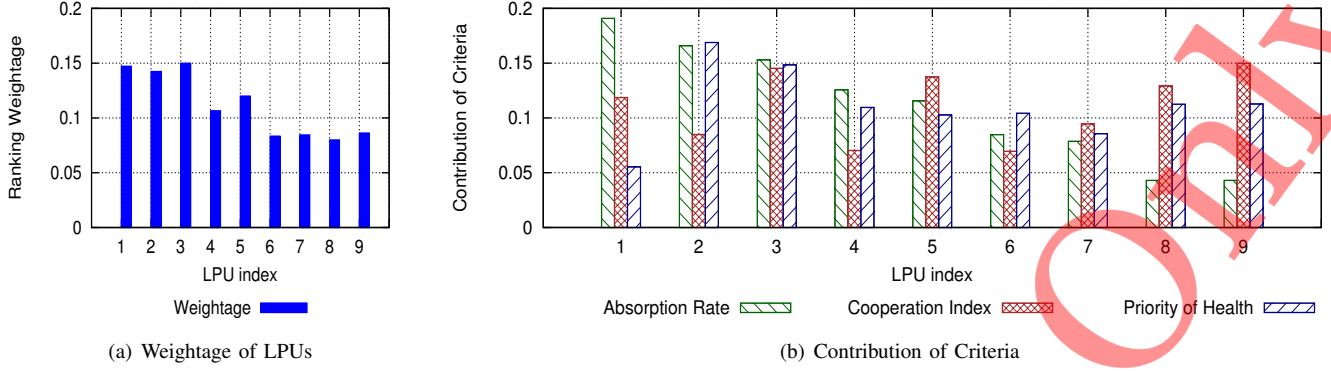 Ranking Weightage
0.2
0.15
0.1
0.05
0
1 2 3 4 5 6 7 8 9
LPU index
Weightage
(a) Weightage of LPUs
Contribution of Criteria
0.2
0.15
0.1
0.05
0
1 2 3 4 5 6 7 8 9
LPU index
Absorption Rate Cooperation Index Priority of Health
(b) Contribution of Criteria